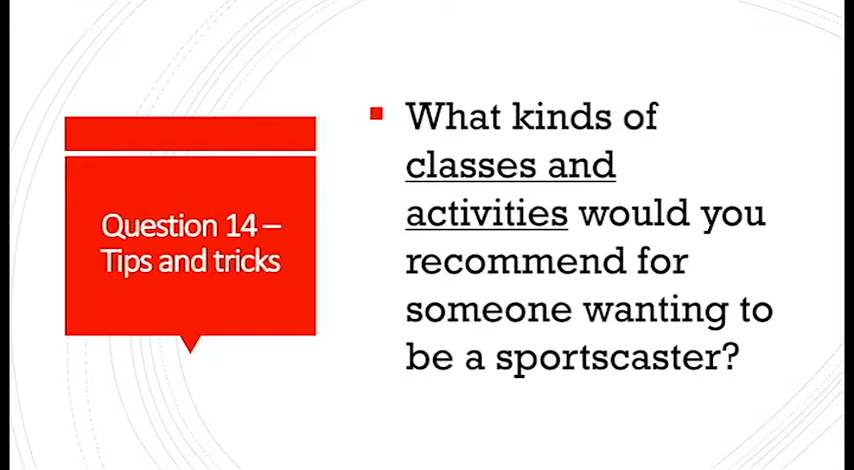 Question 14 –
Tips and tricks
What kinds of
classes and
activities would you
recommend for
someone wanting to
be a sportscaster?